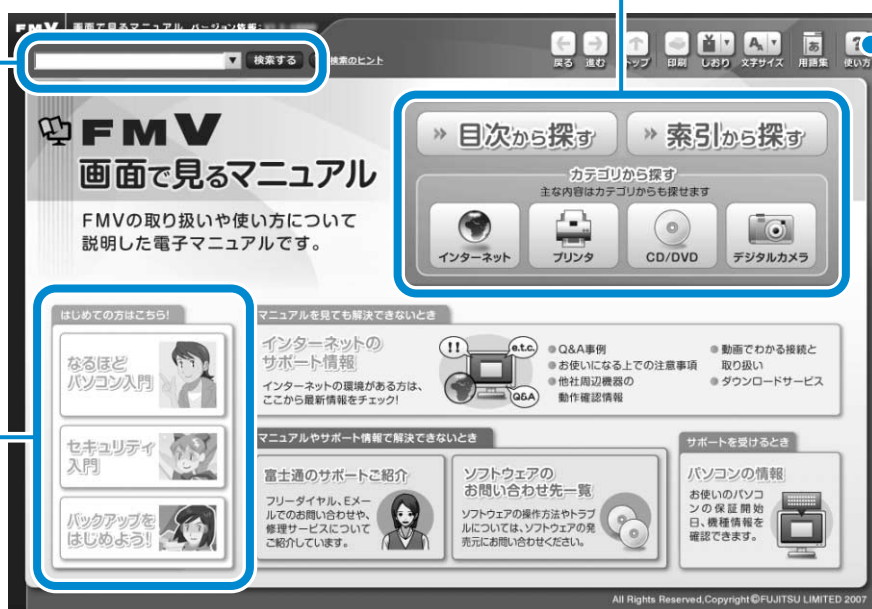 FMV 画面で見るマニュアル バージョン情報:
検索する 検索のヒント
戻る 進む トップ 印刷 しおり 文字サイズ 用語集 使い方
FMV
画面で見るマニュアル
FMVの取り扱いや使い方について
説明した電子マニュアルです。
目次から探す 索引から探す
カテゴリから探す
主な内容はカテゴリからも探せます
インターネット プリンタ CD/DVD デジタルカメラ
はじめての方はこちら!
なるほど
パソコン入門
セキュリティ
入門
バックアップを
はじめよう!
マニュアルを見ても解決できないとき
インターネットの
サポート情報
インターネットの環境がある方は、
ここから最新情報をチェック!
!! e.t.c. Q&A
●Q&A事例
●お使いになる上での注意事項
●他社周辺機器の
動作確認情報
●動画でわかる接続と
取り扱い
●ダウンロードサービス
マニュアルやサポート情報で解決できないとき
富士通のサポートご紹介
フリーダイヤル、Eメー
ルでのお問い合わせや、
修理サービスについて
ご紹介しています。
ソフトウェアの
お問い合わせ先一覧
ソフトウェアの操作方法やトラブ
ルについては、ソフトウェアの発
売元にお問い合わせください。
サポートを受けるとき
パソコンの情報
お使いのパソコ
ンの保証開始
日、機種情報を
確認できます。
All Rights Reserved,Copyright©FUJITSU LIMITED 2007